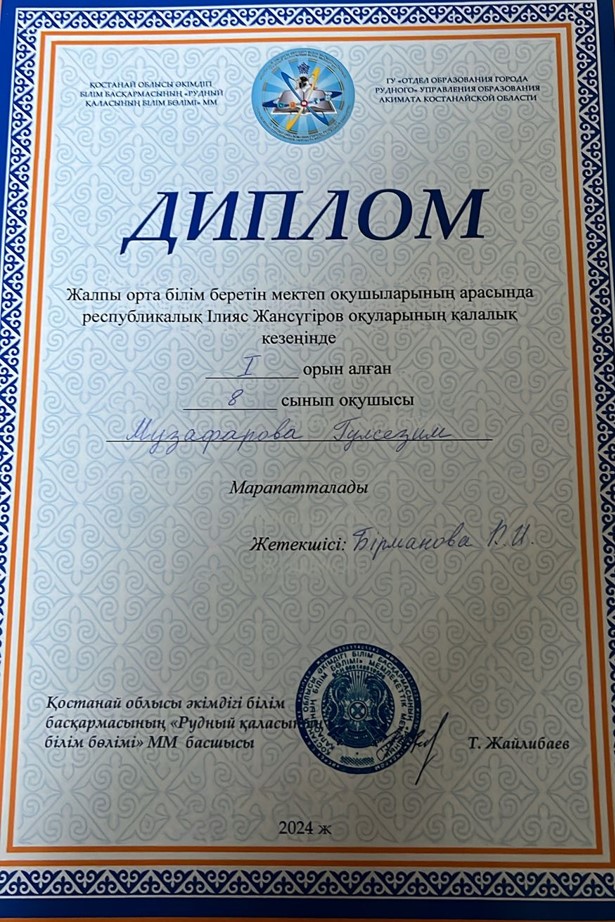 ҚОСТАНАЙ ОБЛЫСЫ ӘКІМДІГІ
БІЛІМ БАСҚАРМАСЫНЫҢ «РУДНЫЙ
ҚАЛАСЫНЫҢ БІЛІМ БӨЛІМІ» ММ
ГУ «ОТДЕЛ ОБРАЗОВАНИЯ ГОРОДА
РУДНОГО» УПРАВЛЕНИЯ ОБРАЗОВАНИЯ
АКИМАТА КОСТАНАЙСКОЙ ОБЛАСТИ
ДИПЛОМ
Жалпы орта білім беретін мектеп оқушыларының арасында
республикалық Ілияс Жансүгіров оқуларының қалалық
кезеңінде
I орын алған
8 сынып оқушысы
Музафарова Гулсезим
Марапатталады
Жетекшісі: Бірманова
Қостанай облысы әкімдігі білім
басқармасының «Рудный қаласының
білім бөлімі» ММ басшысы
Т. Жайлибаев
2024 ж